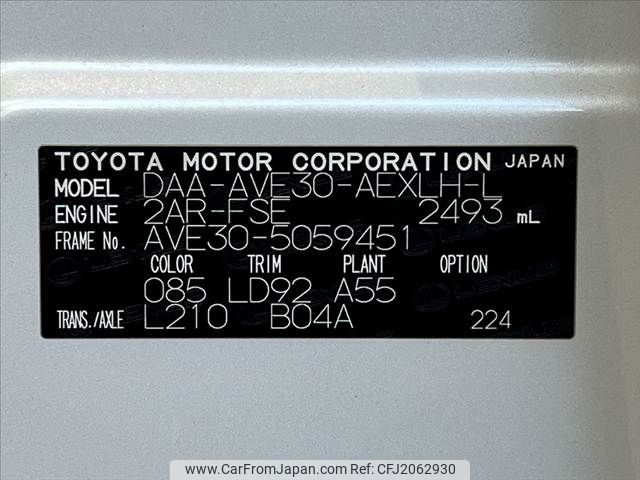 TOYOTA MOTOR CORPORATION JAPAN
MODEL DAA-AVE30-AEXLH-L
ENGINE 2AR-FSE 2493 mL
FRAME No. AVE30-5059451
COLOR TRIM PLANT OPTION
085 LD92 A55
TRANS./AXLE L210 B04A 224
www.CarFromJapan.com | Ref No: CFJ2062930